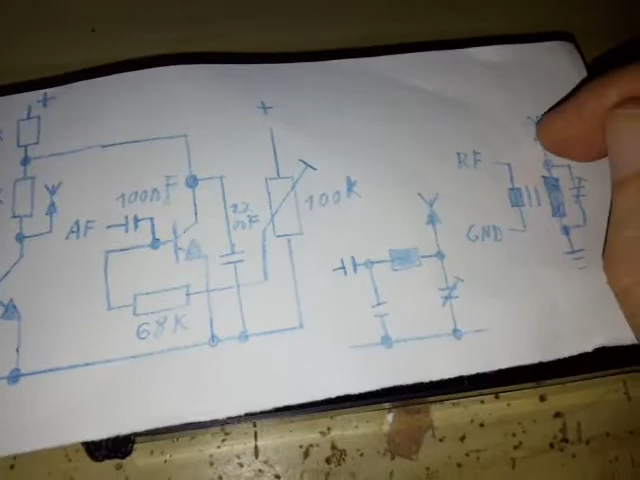 +
+
100nF
AF
22
nF
100K
68K
RF
GND